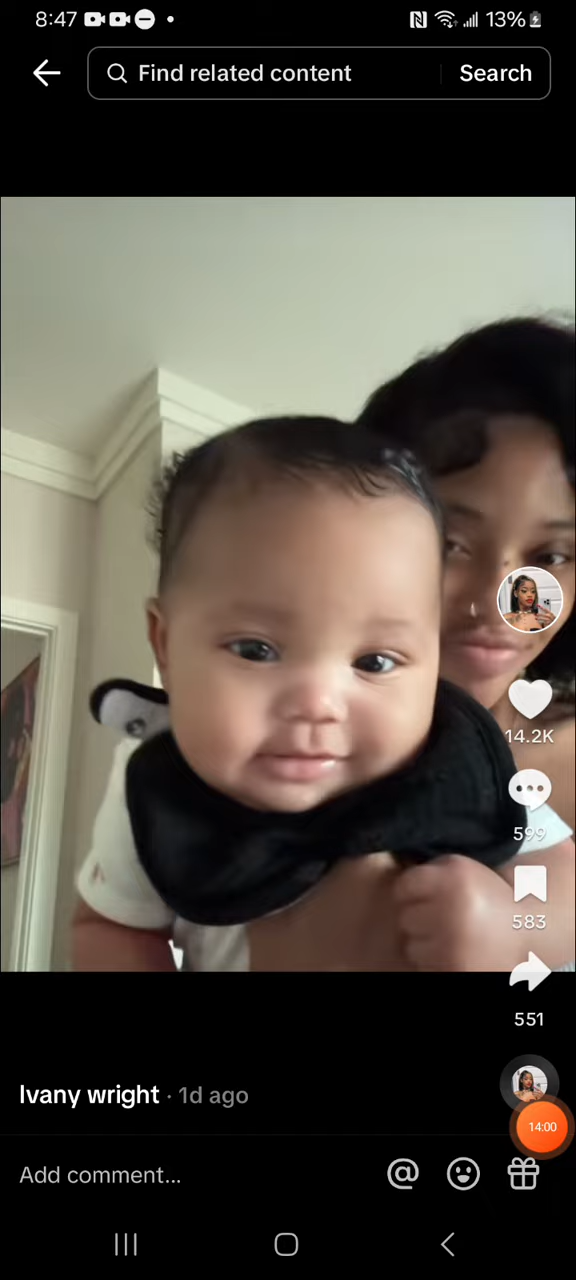 8:47 13%
Find related content Search
14.2K
599
583
551
Ivany wright · 1d ago
14:00
Add comment...